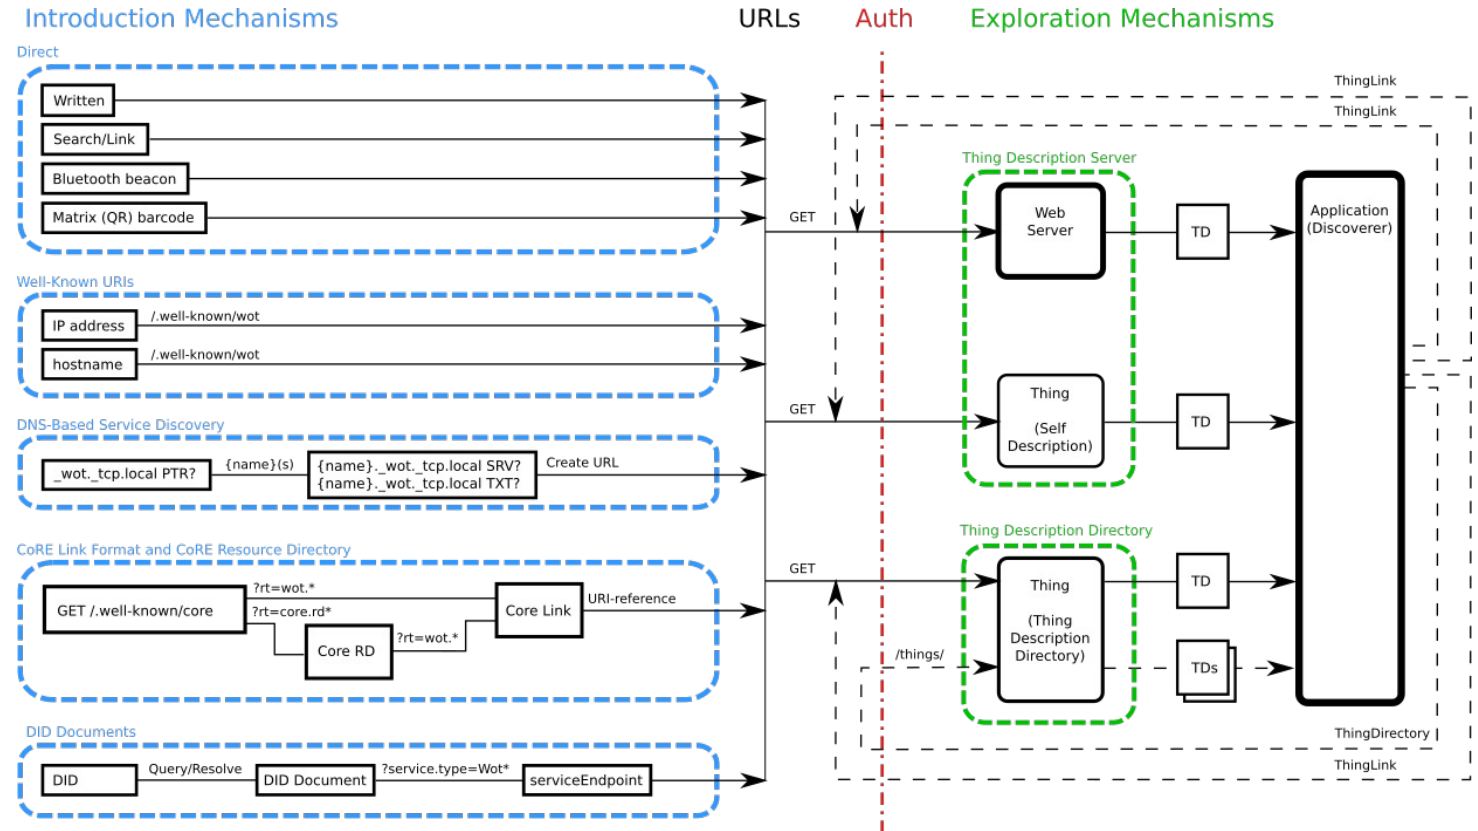 Introduction Mechanisms
URLs
Auth
Exploration Mechanisms
Direct
Written
Search/Link
Bluetooth beacon
Matrix (QR) barcode
Well-Known URIs
IP address
/.well-known/wot
hostname
/.well-known/wot
DNS-Based Service Discovery
_wot._tcp.local PTR?
{name}(s)
{name}._wot._tcp.local SRV?
{name}._wot._tcp.local TXT?
Create URL
CoRE Link Format and CoRE Resource Directory
GET /.well-known/core
?rt=wot.*
?rt=core.rd*
Core RD
?rt=wot.*
Core Link
URI-reference
DID Documents
DID
Query/Resolve
DID Document
?service.type=Wot*
serviceEndpoint
ThingLink
ThingLink
Thing Description Server
GET
Web
Server
TD
Application
(Discoverer)
GET
Thing
(Self
Description)
TD
Thing Description Directory
GET
Thing
(Thing
Description
Directory)
TD
/things/
TDs
ThingDirectory
ThingLink